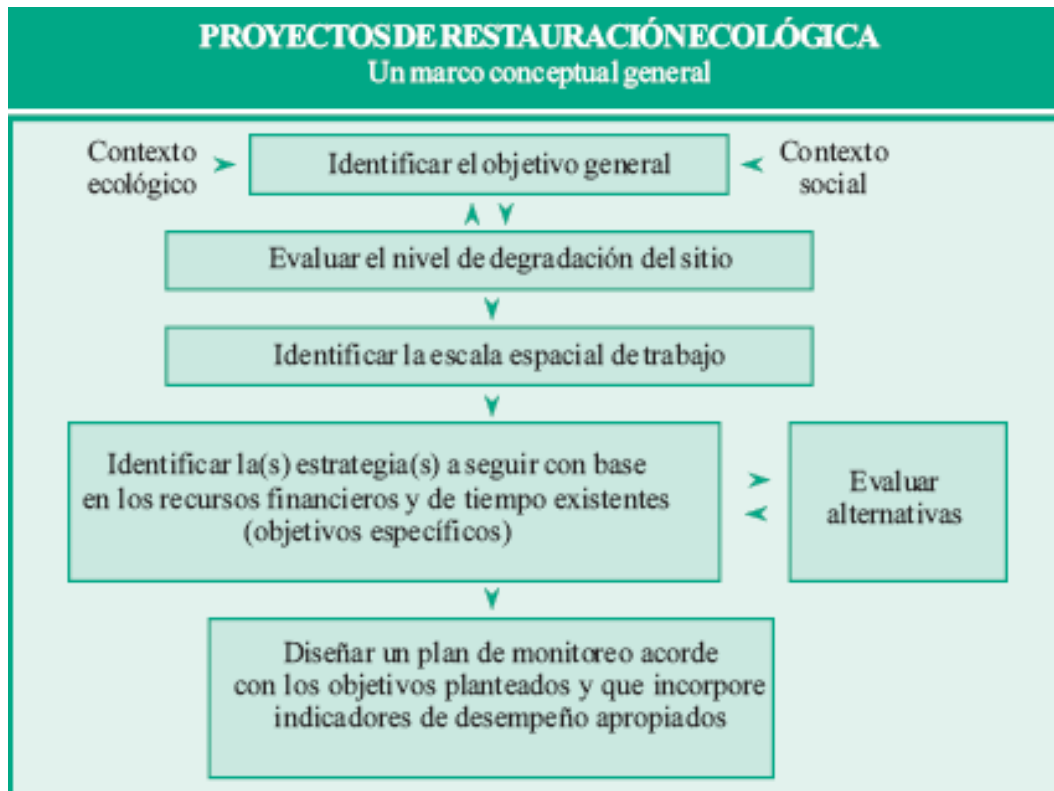 PROYECTOS DE RESTAURACIÓN ECOLÓGICA
Un marco conceptual general
Contexto
ecológico
Identificar el objetivo general
Contexto
social
Evaluar el nivel de degradación del sitio
Identificar la escala espacial de trabajo
Identificar la(s) estrategia(s) a seguir con base
en los recursos financieros y de tiempo existentes
(objetivos específicos)
Evaluar
alternativas
Diseñar un plan de monitoreo acorde
con los objetivos planteados y que incorpore
indicadores de desempeño apropiados